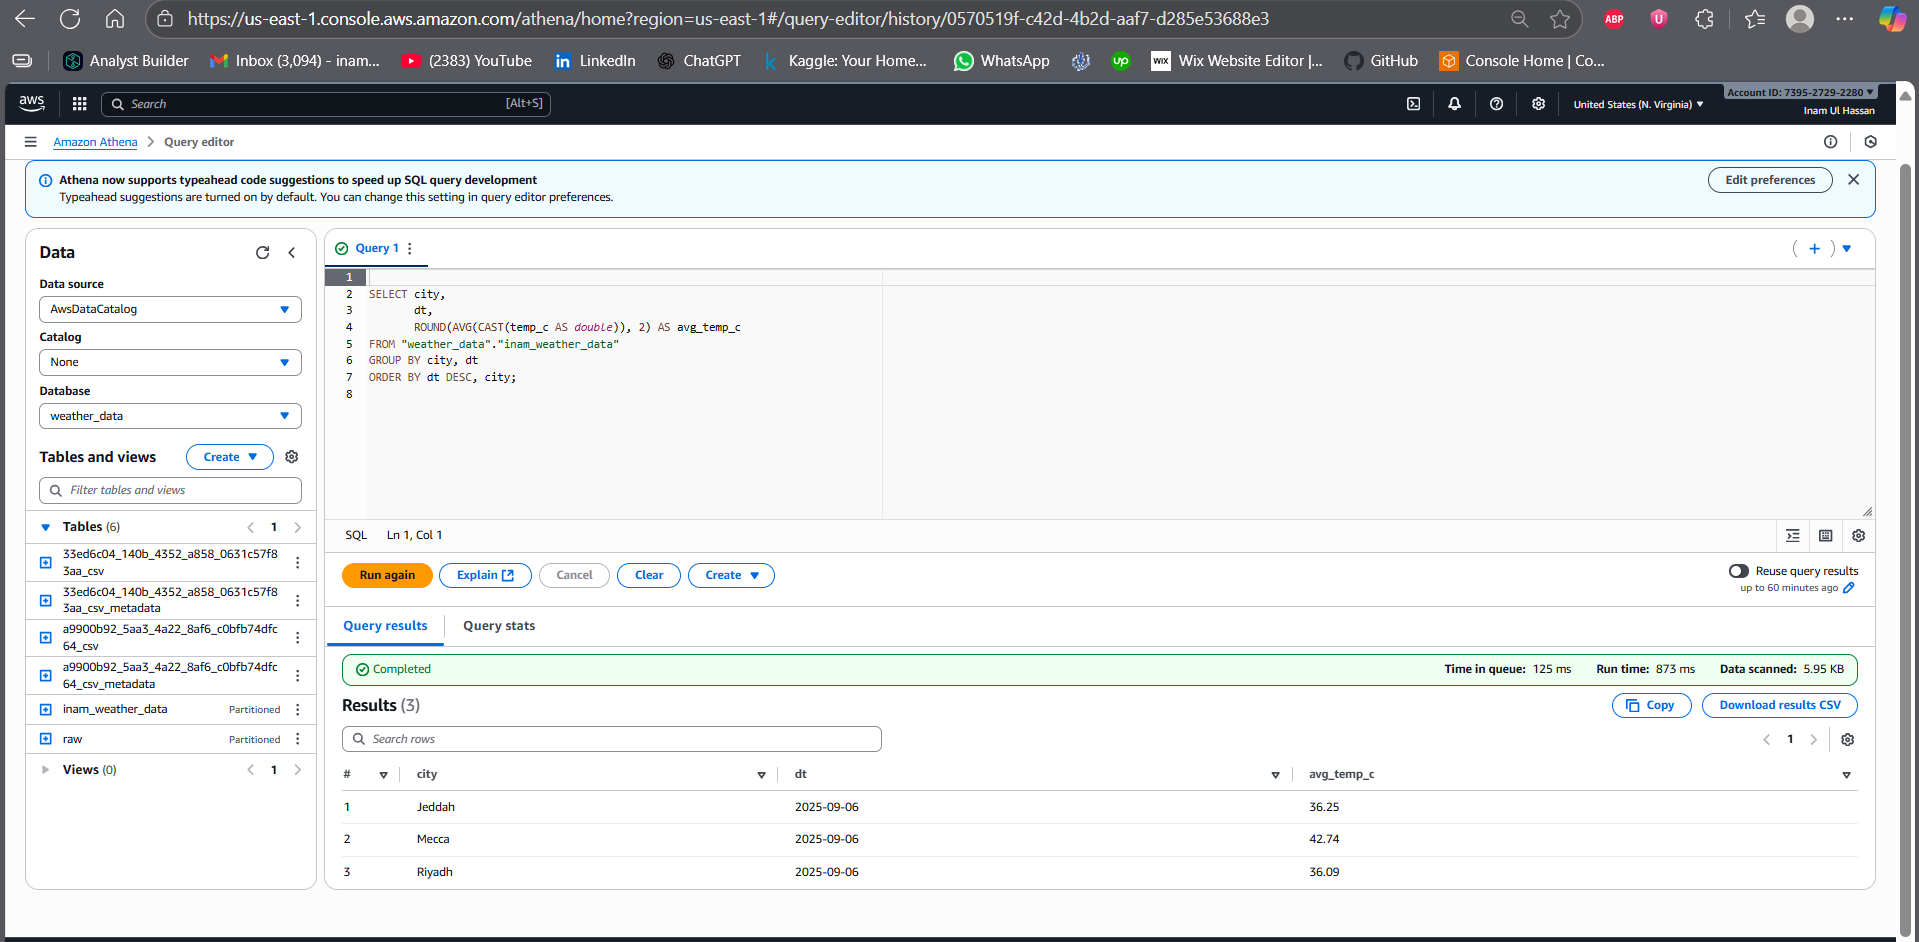 https://us-east-1.console.aws.amazon.com/athena/home?region=us-east-1#/query-editor/history/0570519f-c42d-4b2d-aaf7-d285e53688e3
ABP
U
Analyst Builder
Inbox (3,094) - inam...
(2383) YouTube
LinkedIn
ChatGPT
Kaggle: Your Home...
WhatsApp
up
WIX
Wix Website Editor |...
GitHub
Console Home | Co...
aws
Search
[Alt+S]
United States (N. Virginia)
Account ID: 7395-2729-2280
Inam Ul Hassan
Amazon Athena
Query editor
Athena now supports typeahead code suggestions to speed up SQL query development
Typeahead suggestions are turned on by default. You can change this setting in query editor preferences.
Edit preferences
Data
Data source
AwsDataCatalog
Catalog
None
Database
weather_data
Tables and views
Create
Filter tables and views
Tables (6)
1
33ed6c04_140b_4352_a858_0631c57f8
3aa_csv
33ed6c04_140b_4352_a858_0631c57f8
3aa_csv_metadata
a9900b92_5aa3_4a22_8af6_c0bfb74dfc
64_csv
a9900b92_5aa3_4a22_8af6_c0bfb74dfc
64_csv_metadata
inam_weather_data Partitioned
raw Partitioned
Views (0)
1
Query 1
1
2 SELECT city,
3 dt,
4 ROUND(AVG(CAST(temp_c AS double)), 2) AS avg_temp_c
5 FROM "weather_data"."inam_weather_data"
6 GROUP BY city, dt
7 ORDER BY dt DESC, city;
8
SQL Ln 1, Col 1
Run again
Explain
Cancel
Clear
Create
Reuse query results
up to 60 minutes ago
Query results
Query stats
Completed
Time in queue: 125 ms
Run time: 873 ms
Data scanned: 5.95 KB
Results (3)
Copy
Download results CSV
Search rows
1
# city dt avg_temp_c
1 Jeddah 2025-09-06 36.25
2 Mecca 2025-09-06 42.74
3 Riyadh 2025-09-06 36.09